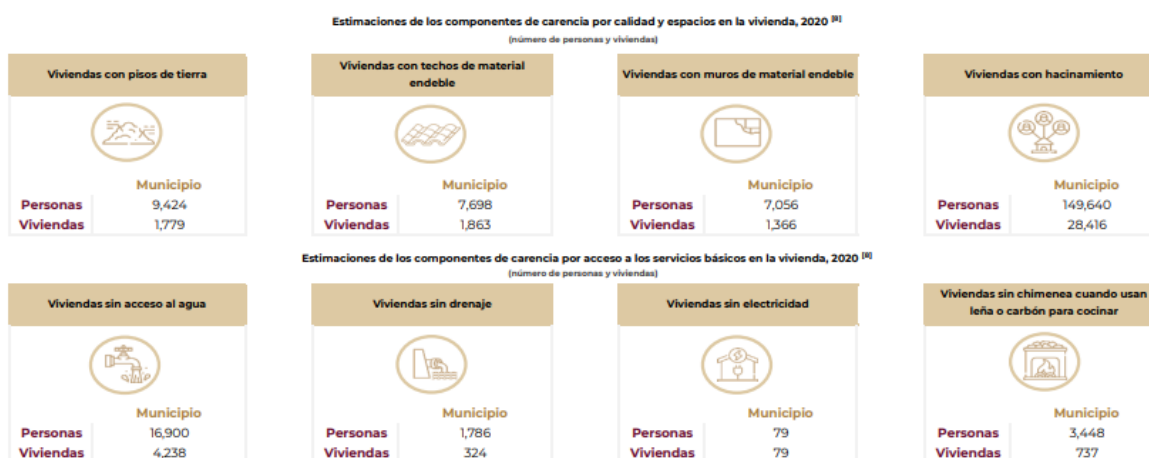 Estimaciones de los componentes de carencia por calidad y espacios en la vivienda, 2020 [8]
(número de personas y viviendas)
Viviendas con pisos de tierra
Municipio
Personas 9,424
Viviendas 1,779
Viviendas con techos de material
endeble
Municipio
Personas 7,698
Viviendas 1,863
Viviendas con muros de material endeble
Municipio
Personas 7,056
Viviendas 1,366
Viviendas con hacinamiento
Municipio
Personas 149,640
Viviendas 28,416
Estimaciones de los componentes de carencia por acceso a los servicios básicos en la vivienda, 2020 [8]
(número de personas y viviendas)
Viviendas sin acceso al agua
Municipio
Personas 16,900
Viviendas 4,238
Viviendas sin drenaje
Municipio
Personas 1,786
Viviendas 324
Viviendas sin electricidad
Municipio
Personas 79
Viviendas 79
Viviendas sin chimenea cuando usan
leña o carbón para cocinar
Municipio
Personas 3,448
Viviendas 737